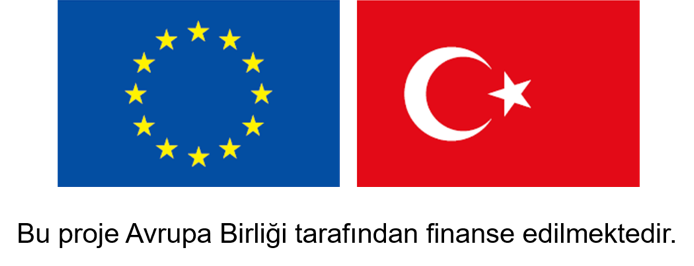 Bu proje Avrupa Birliği tarafından finanse edilmektedir.